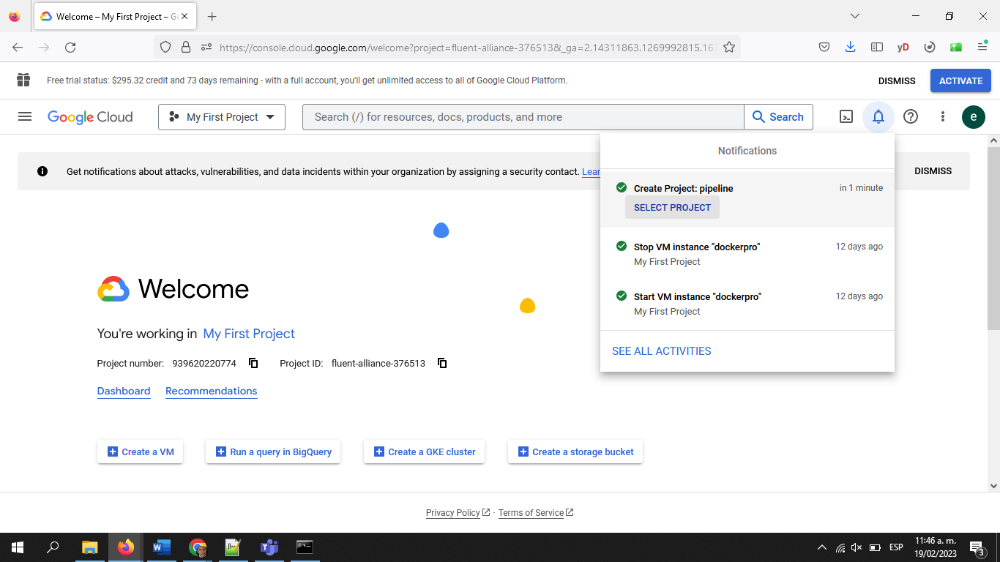 Welcome – My First Project – Go
https://console.cloud.google.com/welcome?project=fluent-alliance-376513&_ga=2.14311863.1269992815.167
yD
Free trial status: $295.32 credit and 73 days remaining - with a full account, you'll get unlimited access to all of Google Cloud Platform.
DISMISS
ACTIVATE
Google Cloud
My First Project
Search (/) for resources, docs, products, and more
Search
e
Get notifications about attacks, vulnerabilities, and data incidents within your organization by assigning a security contact. Lear
DISMISS
Notifications
Create Project: pipeline
in 1 minute
SELECT PROJECT
Stop VM instance "dockerpro"
12 days ago
My First Project
Start VM instance "dockerpro"
12 days ago
My First Project
SEE ALL ACTIVITIES
Welcome
You're working in My First Project
Project number: 939620220774
Project ID: fluent-alliance-376513
Dashboard
Recommendations
Create a VM
Run a query in BigQuery
Create a GKE cluster
Create a storage bucket
Privacy Policy · Terms of Service
ESP
11:46 a. m.
19/02/2023
3